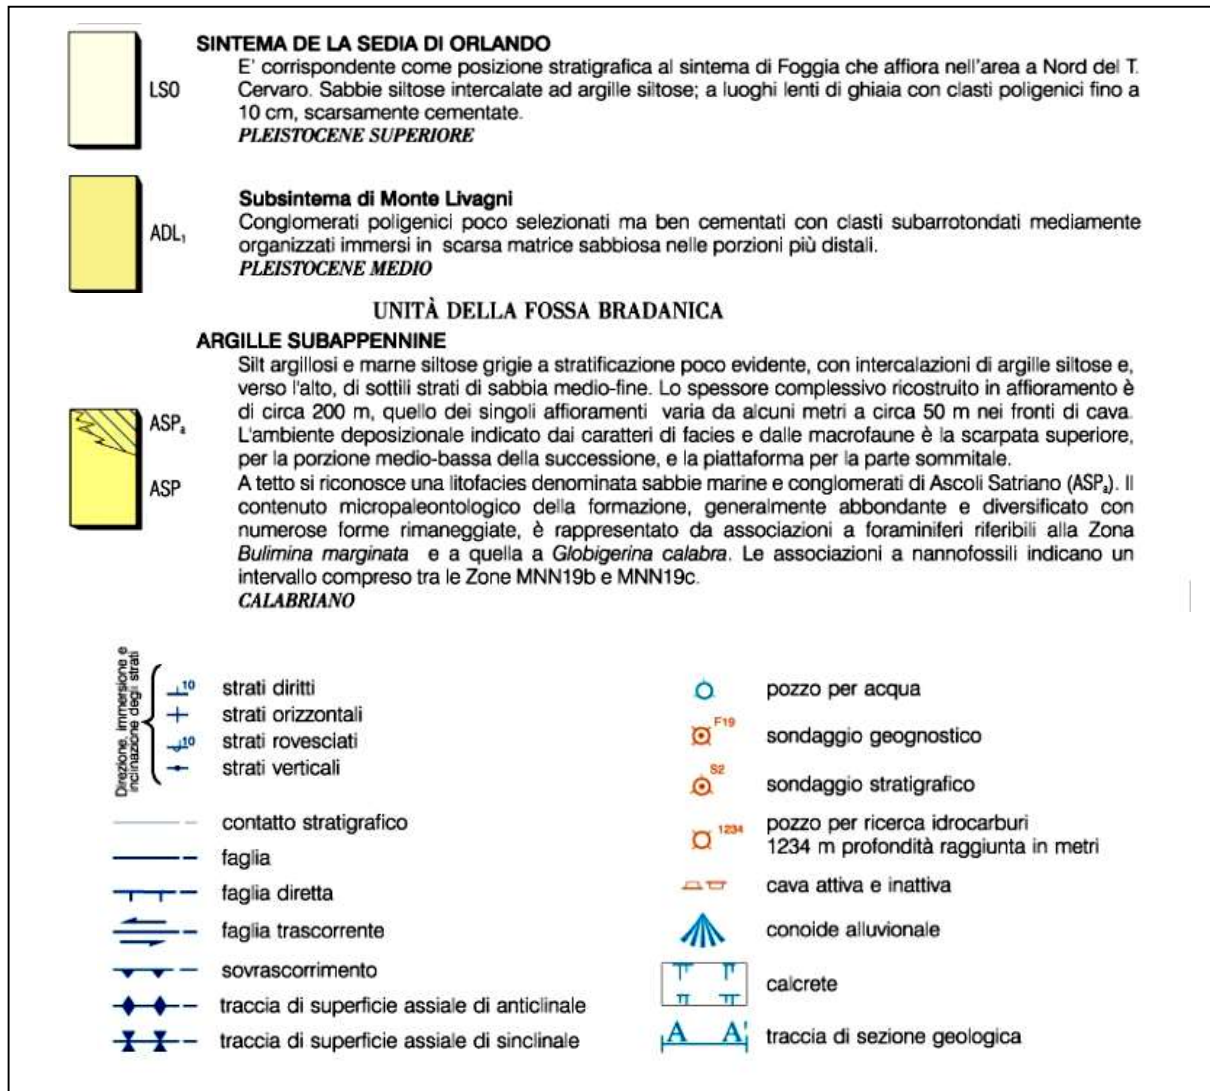 SINTEMA DE LA SEDIA DI ORLANDO
LSO
E' corrispondente come posizione stratigrafica al sintema di Foggia che affiora nell'area a Nord del T.
Cervaro. Sabbie siltose intercalate ad argille siltose; a luoghi lenti di ghiaia con clasti poligenici fino a
10 cm, scarsamente cementate.
PLEISTOCENE SUPERIORE
ADL₁
Subsintema di Monte Livagni
Conglomerati poligenici poco selezionati ma ben cementati con clasti subarrotondati mediamente
organizzati immersi in scarsa matrice sabbiosa nelle porzioni più distali.
PLEISTOCENE MEDIO
UNITÀ DELLA FOSSA BRADANICA
ARGILLE SUBAPPENNINE
Silt argillosi e marne siltose grigie a stratificazione poco evidente, con intercalazioni di argille siltose e,
verso l'alto, di sottili strati di sabbia medio-fine. Lo spessore complessivo ricostruito in affioramento è
di circa 200 m, quello dei singoli affioramenti varia da alcuni metri a circa 50 m nei fronti di cava.
L'ambiente deposizionale indicato dai caratteri di facies e dalle macrofaune è la scarpata superiore,
per la porzione medio-bassa della successione, e la piattaforma per la parte sommitale.
A tetto si riconosce una litofacies denominata sabbie marine e conglomerati di Ascoli Satriano (ASPₐ). Il
contenuto micropaleontologico della formazione, generalmente abbondante e diversificato con
numerose forme rimaneggiate, è rappresentato da associazioni a foraminiferi riferibili alla Zona
Bulimina marginata e a quella a Globigerina calabra. Le associazioni a nannofossili indicano un
intervallo compreso tra le Zone MNN19b e MNN19c.
CALABRIANO
ASPₐ
ASP
Direzione, immersione e
inclinazione degli strati
10 strati diritti
strati orizzontali
10 strati rovesciati
strati verticali
contatto stratigrafico
faglia
faglia diretta
faglia trascorrente
sovrascorrimento
traccia di superficie assiale di anticlinale
traccia di superficie assiale di sinclinale
pozzo per acqua
F19 sondaggio geognostico
S2 sondaggio stratigrafico
1234 pozzo per ricerca idrocarburi
1234 m profondità raggiunta in metri
cava attiva e inattiva
conoide alluvionale
calcrete
A A' traccia di sezione geologica